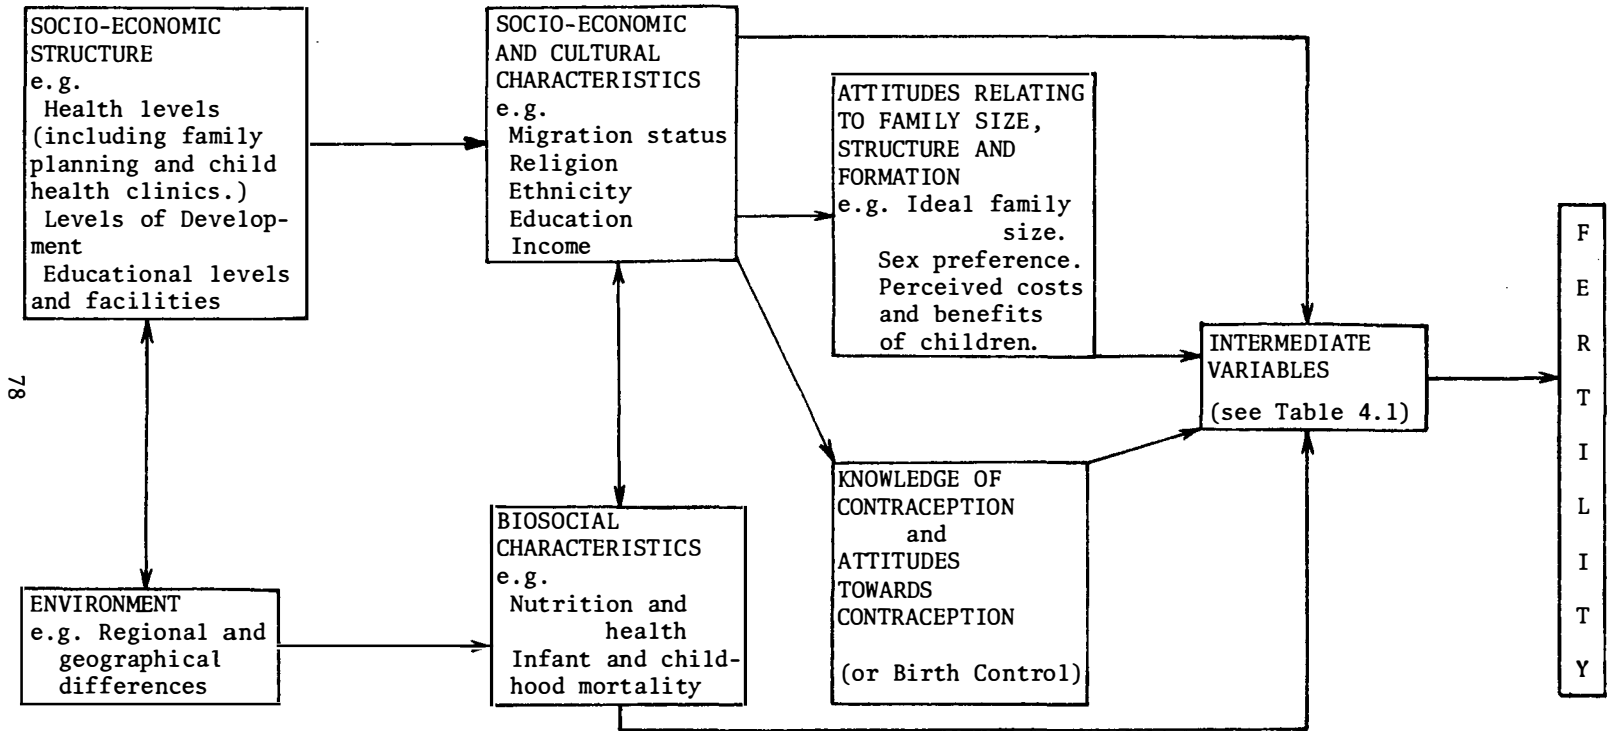 SOCIO-ECONOMIC
STRUCTURE
e.g.
Health levels
(including family
planning and child
health clinics.)
Levels of Develop-
ment
Educational levels
and facilities
SOCIO-ECONOMIC
AND CULTURAL
CHARACTERISTICS
e.g.
Migration status
Religion
Ethnicity
Education
Income
ATTITUDES RELATING
TO FAMILY SIZE,
STRUCTURE AND
FORMATION
e.g. Ideal family
size.
Sex preference.
Perceived costs
and benefits
of children.
INTERMEDIATE
VARIABLES
(see Table 4.1)
F
E
R
T
I
L
I
T
Y
78
ENVIRONMENT
e.g. Regional and
geographical
differences
BIOSOCIAL
CHARACTERISTICS
e.g.
Nutrition and
health
Infant and child-
hood mortality
KNOWLEDGE OF
CONTRACEPTION
and
ATTITUDES
TOWARDS
CONTRACEPTION
(or Birth Control)